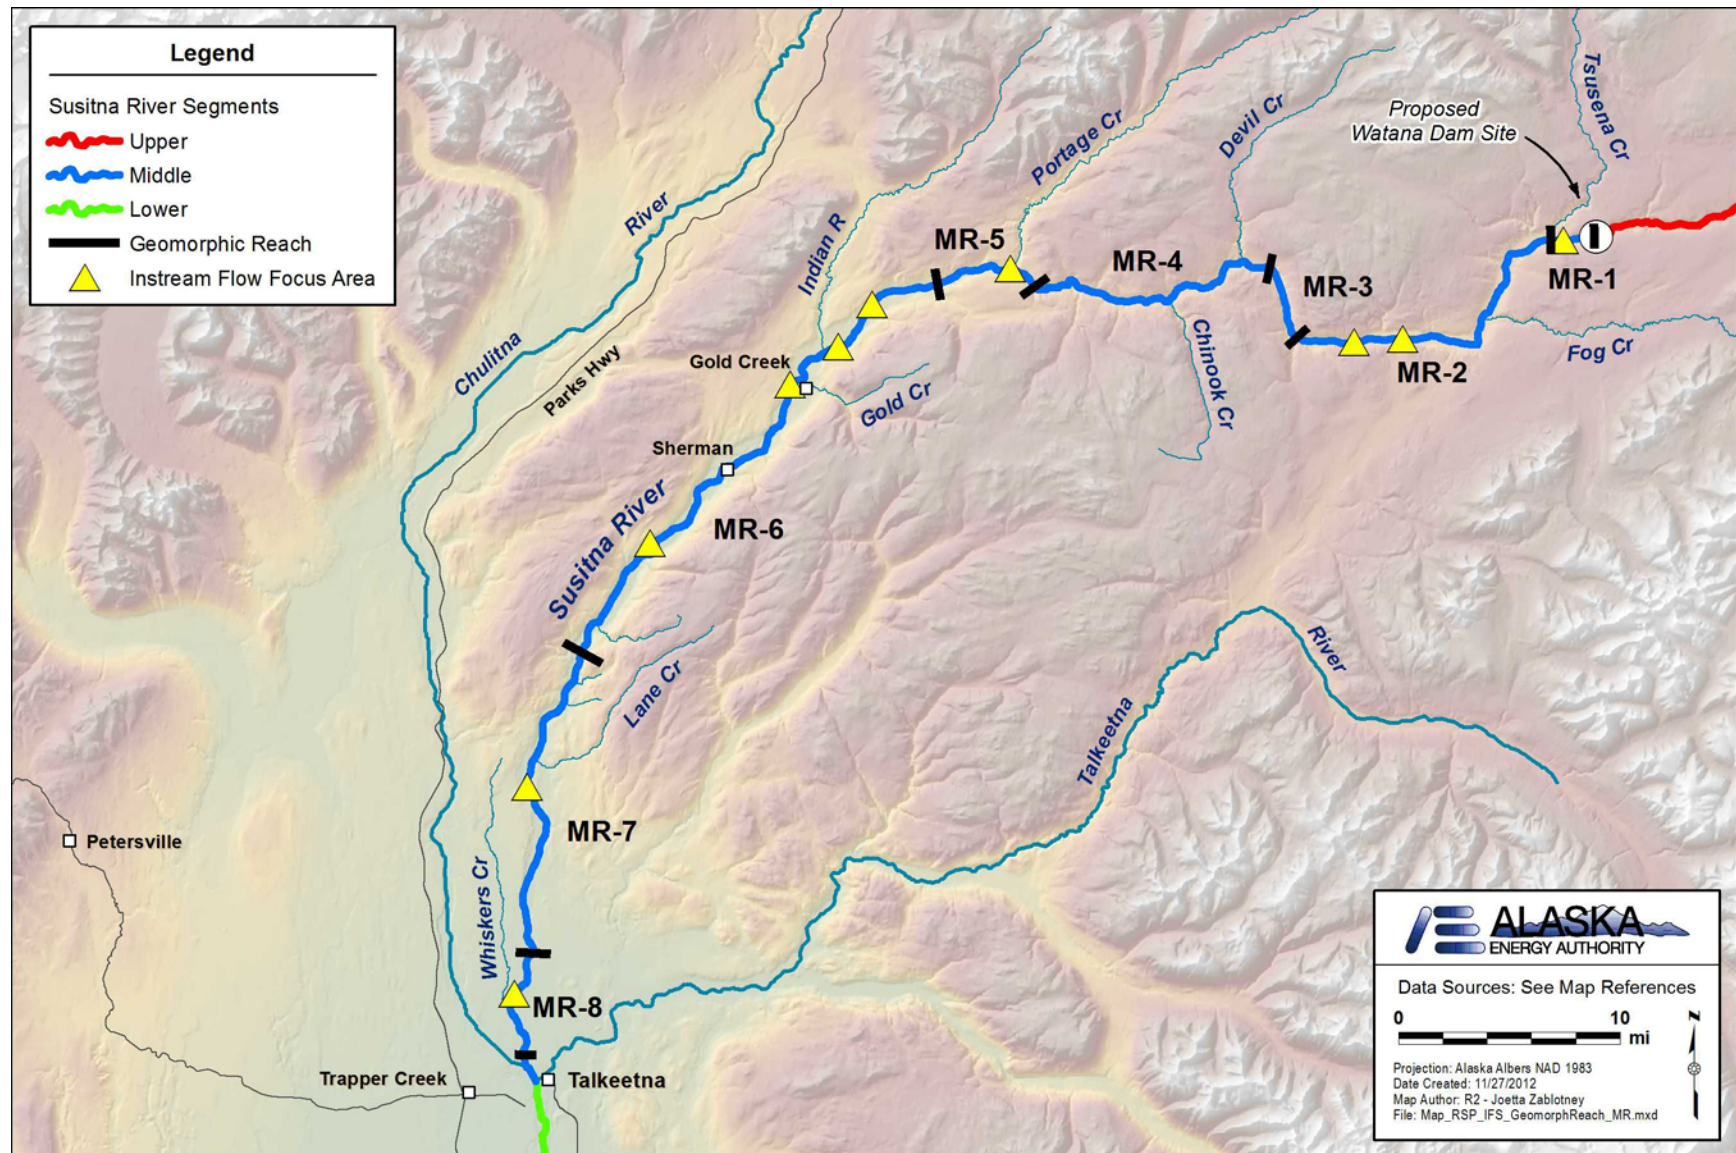 Legend
Susitna River Segments
Upper
Middle
Lower
Geomorphic Reach
Instream Flow Focus Area
Tsusena Cr
Proposed
Watana Dam Site
Devil Cr
Portage Cr
River
Indian R
MR-5
MR-4
MR-3
MR-1
Chulitna
Parks Hwy
Gold Creek
Gold Cr
Chinook Cr
MR-2
Fog Cr
Sherman
Susitna River
MR-6
River
Lane Cr
Talkeetna
MR-7
Petersville
Whiskers Cr
MR-8
Trapper Creek
Talkeetna
ALASKA
ENERGY AUTHORITY
Data Sources: See Map References
0 10
mi
N
Projection: Alaska Albers NAD 1983
Date Created: 11/27/2012
Map Author: R2 - Joetta Zablotney
File: Map_RSP_IFS_GeomorphReach_MR.mxd